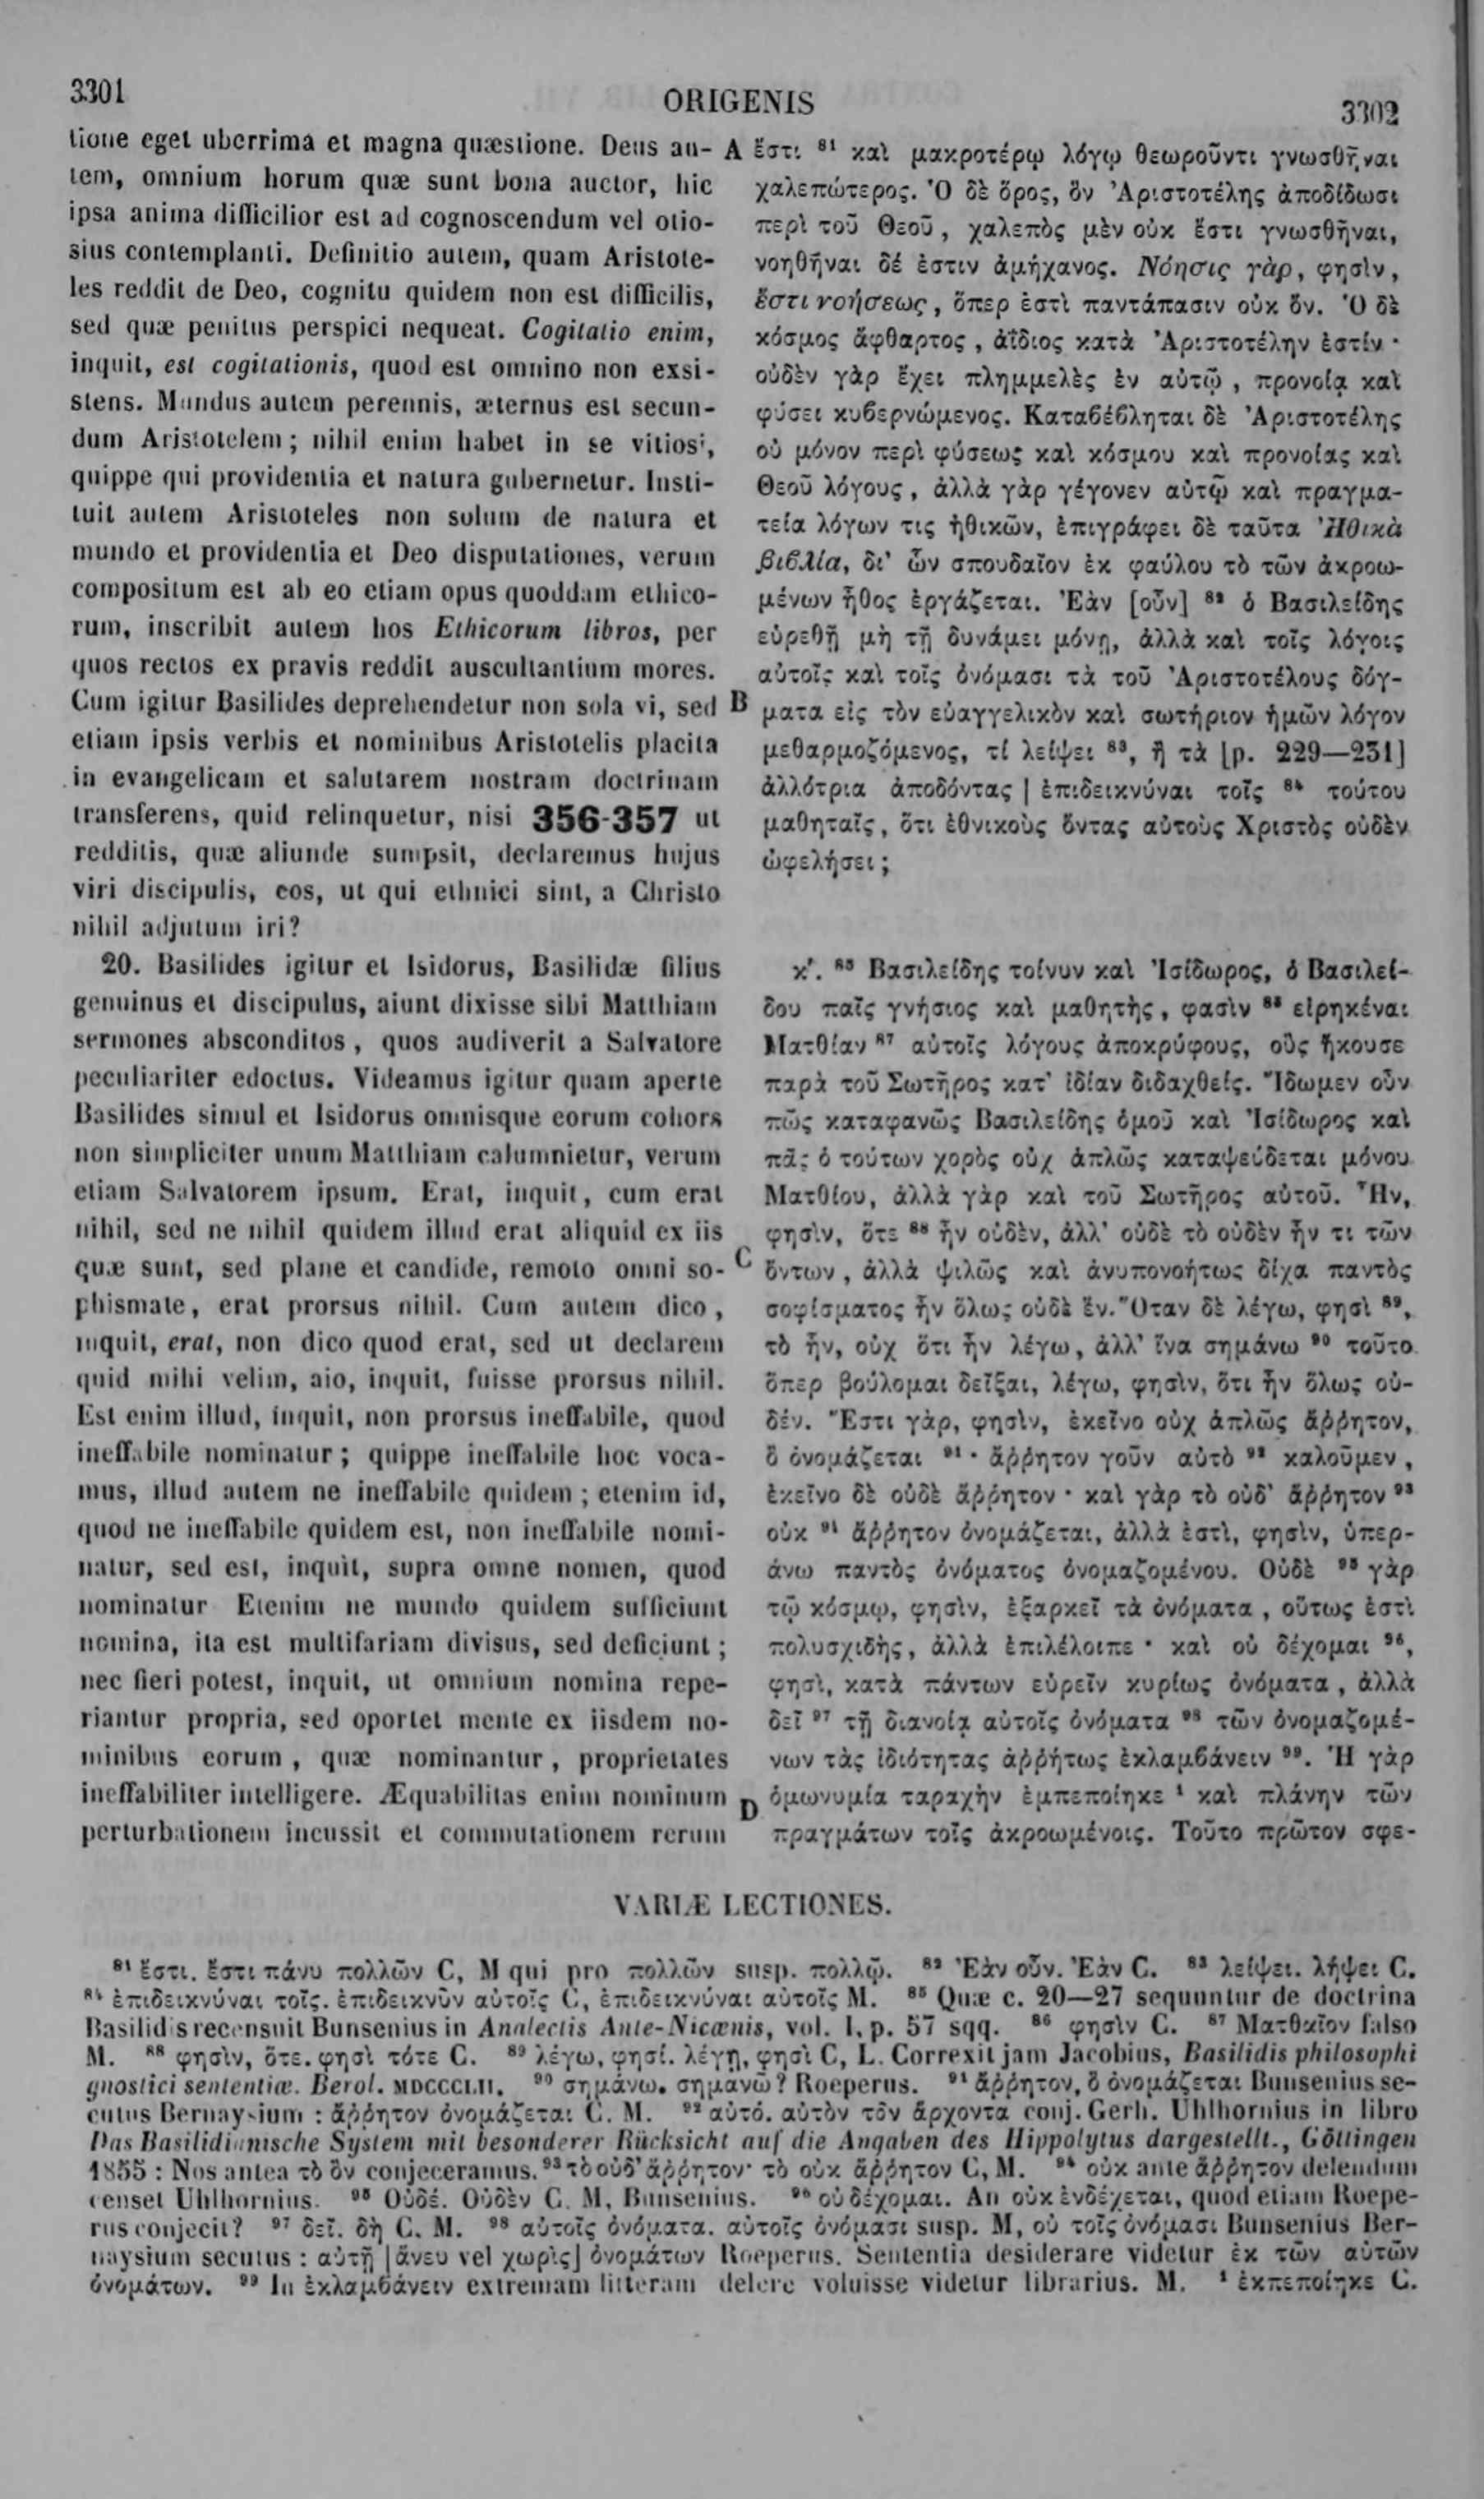 3301
ORIGENIS
3302
tione eget uberrima et magna quæstione. Deus au-
tem, omnium horum quæ sunt bona auctor, hic
ipsa anima difficilior est ad cognoscendum vel otio-
sius contemplanti. Definitio autem, quam Aristote-
les reddit de Deo, cognitu quidem non est difficilis,
sed quæ penitus perspici nequeat. Cogitatio enim,
inquit, est cogitationis, quod est omnino non exsi-
stens. Mundus autem perennis, æternus est secun-
dum Aristotelem; nihil enim habet in se vitiosi,
quippe qui providentia et natura gubernetur. Insti-
tuit autem Aristoteles non solum de natura et
mundo et providentia et Deo disputationes, verum
compositum est ab eo etiam opus quoddam ethico-
rum, inscribit autem hos Ethicorum libros, per
quos rectos ex pravis reddit auscultantium mores.
Cum igitur Basilides deprehendetur non sola vi, sed
etiam ipsis verbis et nominibus Aristotelis placita
in evangelicam et salutarem nostram doctrinam
transferens, quid relinquetur, nisi 356-357 ut
redditis, quæ aliunde sumpsit, declaremus hujus
viri discipulis, eos, ut qui ethnici sint, a Christo
nihil adjutum iri?
20. Basilides igitur et Isidorus, Basilidæ filius
genuinus et discipulus, aiunt dixisse sibi Matthiam
sermones absconditos, quos audiverit a Salvatore
peculiariter edoctus. Videamus igitur quam aperte
Basilides simul et Isidorus omnisque eorum cohors
non simpliciter unum Matthiam calumnietur, verum
etiam Salvatorem ipsum. Erat, inquit, cum erat
nihil, sed ne nihil quidem illud erat aliquid ex iis
quæ sunt, sed plane et candide, remoto omni so-
phismate, erat prorsus nihil. Cum autem dico,
inquit, erat, non dico quod erat, sed ut declarem
quid mihi velim, aio, inquit, fuisse prorsus nihil.
Est enim illud, inquit, non prorsus ineffabile, quod
ineffabile nominatur; quippe ineffabile hoc voca-
mus, illud autem ne ineffabile quidem; etenim id,
quod ne ineffabile quidem est, non ineffabile nomi-
natur, sed est, inquit, supra omne nomen, quod
nominatur Etenim ne mundo quidem sufficiunt
nomina, ita est multifariam divisus, sed deficiunt;
nec fieri potest, inquit, ut omnium nomina repe-
riantur propria, sed oportet mente ex iisdem no-
minibus eorum, quæ nominantur, proprietates
ineffabiliter intelligere. Æquabilitas enim nominum
perturbationem incussit et commutationem rerum
A
B
C
D
ἔστι ⁸¹ καὶ μακροτέρῳ λόγῳ θεωροῦντι γνωσθῆναι
χαλεπώτερος. Ὁ δὲ ὅρος, ὃν Ἀριστοτέλης ἀποδίδωσι
περὶ τοῦ Θεοῦ, χαλεπὸς μὲν οὐκ ἔστι γνωσθῆναι,
νοηθῆναι δέ ἐστιν ἀμήχανος. Νόησις γὰρ, φησὶν,
ἔστι νοήσεως, ὅπερ ἐστὶ παντάπασιν οὐκ ὄν. Ὁ δὲ
κόσμος ἄφθαρτος, ἀΐδιος κατὰ Ἀριστοτέλην ἐστίν·
οὐδὲν γὰρ ἔχει πλημμελὲς ἐν αὐτῷ, προνοίᾳ καὶ
φύσει κυβερνώμενος. Καταβέβληται δὲ Ἀριστοτέλης
οὐ μόνον περὶ φύσεως καὶ κόσμου καὶ προνοίας καὶ
Θεοῦ λόγους, ἀλλὰ γὰρ γέγονεν αὐτῷ καὶ πραγμα-
τεία λόγων τις ἠθικῶν, ἐπιγράφει δὲ ταῦτα Ἠθικὰ
βιβλία, δι' ὧν σπουδαῖον ἐκ φαύλου τὸ τῶν ἀκροω-
μένων ἦθος ἐργάζεται. Ἐὰν [οὖν] ⁸² ὁ Βασιλείδης
εὑρεθῇ μὴ τῇ δυνάμει μόνῃ, ἀλλὰ καὶ τοῖς λόγοις
αὐτοῖς καὶ τοῖς ὀνόμασι τὰ τοῦ Ἀριστοτέλους δόγ-
ματα εἰς τὸν εὐαγγελικὸν καὶ σωτήριον ἡμῶν λόγον
μεθαρμοζόμενος, τί λείψει ⁸³, ἢ τὰ [p. 229—231]
ἀλλότρια ἀποδόντας | ἐπιδεικνύναι τοῖς ⁸⁴ τούτου
μαθηταῖς, ὅτι ἐθνικοὺς ὄντας αὐτοὺς Χριστὸς οὐδὲν
ὠφελήσει;
κʹ. ⁸⁵ Βασιλείδης τοίνυν καὶ Ἰσίδωρος, ὁ Βασιλεί-
δου παῖς γνήσιος καὶ μαθητὴς, φασὶν ⁸⁶ εἰρηκέναι
Ματθίαν ⁸⁷ αὐτοῖς λόγους ἀποκρύφους, οὓς ἤκουσε
παρὰ τοῦ Σωτῆρος κατ' ἰδίαν διδαχθείς. Ἴδωμεν οὖν
πῶς καταφανῶς Βασιλείδης ὁμοῦ καὶ Ἰσίδωρος καὶ
πᾶς ὁ τούτων χορὸς οὐχ ἁπλῶς καταψεύδεται μόνου
Ματθίου, ἀλλὰ γὰρ καὶ τοῦ Σωτῆρος αὐτοῦ. Ἦν,
φησὶν, ὅτε ⁸⁸ ἦν οὐδὲν, ἀλλ' οὐδὲ τὸ οὐδὲν ἦν τι τῶν
ὄντων, ἀλλὰ ψιλῶς καὶ ἀνυπονοήτως δίχα παντὸς
σοφίσματος ἦν ὅλως οὐδὲ ἕν. Ὅταν δὲ λέγω, φησὶ ⁸⁹,
τὸ ἦν, οὐχ ὅτι ἦν λέγω, ἀλλ' ἵνα σημάνω ⁹⁰ τοῦτο
ὅπερ βούλομαι δεῖξαι, λέγω, φησὶν, ὅτι ἦν ὅλως οὐ-
δέν. Ἔστι γὰρ, φησὶν, ἐκεῖνο οὐχ ἁπλῶς ἄῤῥητον,
ὃ ὀνομάζεται ⁹¹· ἄῤῥητον γοῦν αὐτὸ ⁹² καλοῦμεν,
ἐκεῖνο δὲ οὐδὲ ἄῤῥητον· καὶ γὰρ τὸ οὐδ' ἄῤῥητον ⁹³
οὐκ ⁹⁴ ἄῤῥητον ὀνομάζεται, ἀλλὰ ἐστὶ, φησὶν, ὑπερ-
άνω παντὸς ὀνόματος ὀνομαζομένου. Οὐδὲ ⁹⁵ γὰρ
τῷ κόσμῳ, φησὶν, ἐξαρκεῖ τὰ ὀνόματα, οὕτως ἐστὶ
πολυσχιδὴς, ἀλλὰ ἐπιλέλοιπε· καὶ οὐ δέχομαι ⁹⁶,
φησὶ, κατὰ πάντων εὑρεῖν κυρίως ὀνόματα, ἀλλὰ
δεῖ ⁹⁷ τῇ διανοίᾳ αὐτοῖς ὀνόματα ⁹⁸ τῶν ὀνομαζομέ-
νων τὰς ἰδιότητας ἀῤῥήτως ἐκλαμβάνειν ⁹⁹. Ἡ γὰρ
ὁμωνυμία ταραχὴν ἐμπεποίηκε ¹ καὶ πλάνην τῶν
πραγμάτων τοῖς ἀκροωμένοις. Τοῦτο πρῶτον σφε-
VARIÆ LECTIONES.
⁸¹ ἔστι. ἔστι πάνυ πολλῶν C, M qui pro πολλῶν susp. πολλῷ. ⁸² Ἐὰν οὖν. Ἐὰν C. ⁸³ λείψει. λήψει C.
⁸⁴ ἐπιδεικνύναι τοῖς. ἐπιδεικνῦν αὐτοῖς C, ἐπιδεικνύναι αὐτοῖς M. ⁸⁵ Quæ c. 20—27 sequuntur de doctrina
Basilidis recensuit Bunsenius in Analectis Ante-Nicænis, vol. I, p. 57 sqq. ⁸⁶ φησὶν C. ⁸⁷ Ματθαῖον falso
M. ⁸⁸ φησὶν, ὅτε. φησὶ τότε C. ⁸⁹ λέγω, φησί. λέγῃ, φησὶ C, L. Correxit jam Jacobius, Basilidis philosophi
gnostici sententiæ. Berol. MDCCCLII. ⁹⁰ σημάνω. σημανῶ? Roeperus. ⁹¹ ἄῤῥητον, ὃ ὀνομάζεται Bunsenius se-
cutus Bernaysium: ἄῤῥητον ὀνομάζεται C. M. ⁹² αὐτό. αὐτὸν τὸν ἄρχοντα conj. Gerh. Uhlhornius in libro
Das Basilidianische System mit besonderer Rücksicht auf die Angaben des Hippolytus dargestellt., Göttingen
1855: Nos antea τὸ ὂν conjeceramus. ⁹³ τὸ οὐδ' ἄῤῥητον· τὸ οὐκ ἄῤῥητον C, M. ⁹⁴ οὐκ ante ἄῤῥητον delendum
censet Uhlhornius. ⁹⁵ Οὐδέ. Οὐδὲν C. M, Bunsenius. ⁹⁶ οὐ δέχομαι. An οὐκ ἐνδέχεται, quod etiam Roepe-
rus conjecit? ⁹⁷ δεῖ. δὴ C. M. ⁹⁸ αὐτοῖς ὀνόματα. αὐτοῖς ὀνόμασι susp. M, οὐ τοῖς ὀνόμασι Bunsenius Ber-
naysium secutus: αὐτῇ [ἄνευ vel χωρὶς] ὀνομάτων Roeperus. Sententia desiderare videtur ἐκ τῶν αὐτῶν
ὀνομάτων. ⁹⁹ In ἐκλαμβάνειν extremam litteram delere voluisse videtur librarius. M. ¹ ἐκπεποίηκε C.